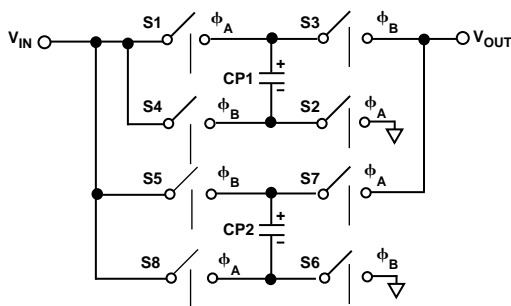 S1 ϕA S3 ϕB
VIN VOUT
+
CP1
–
S4 ϕB S2 ϕA
S5 ϕB S7 ϕA
+
CP2
–
S8 ϕA S6 ϕB